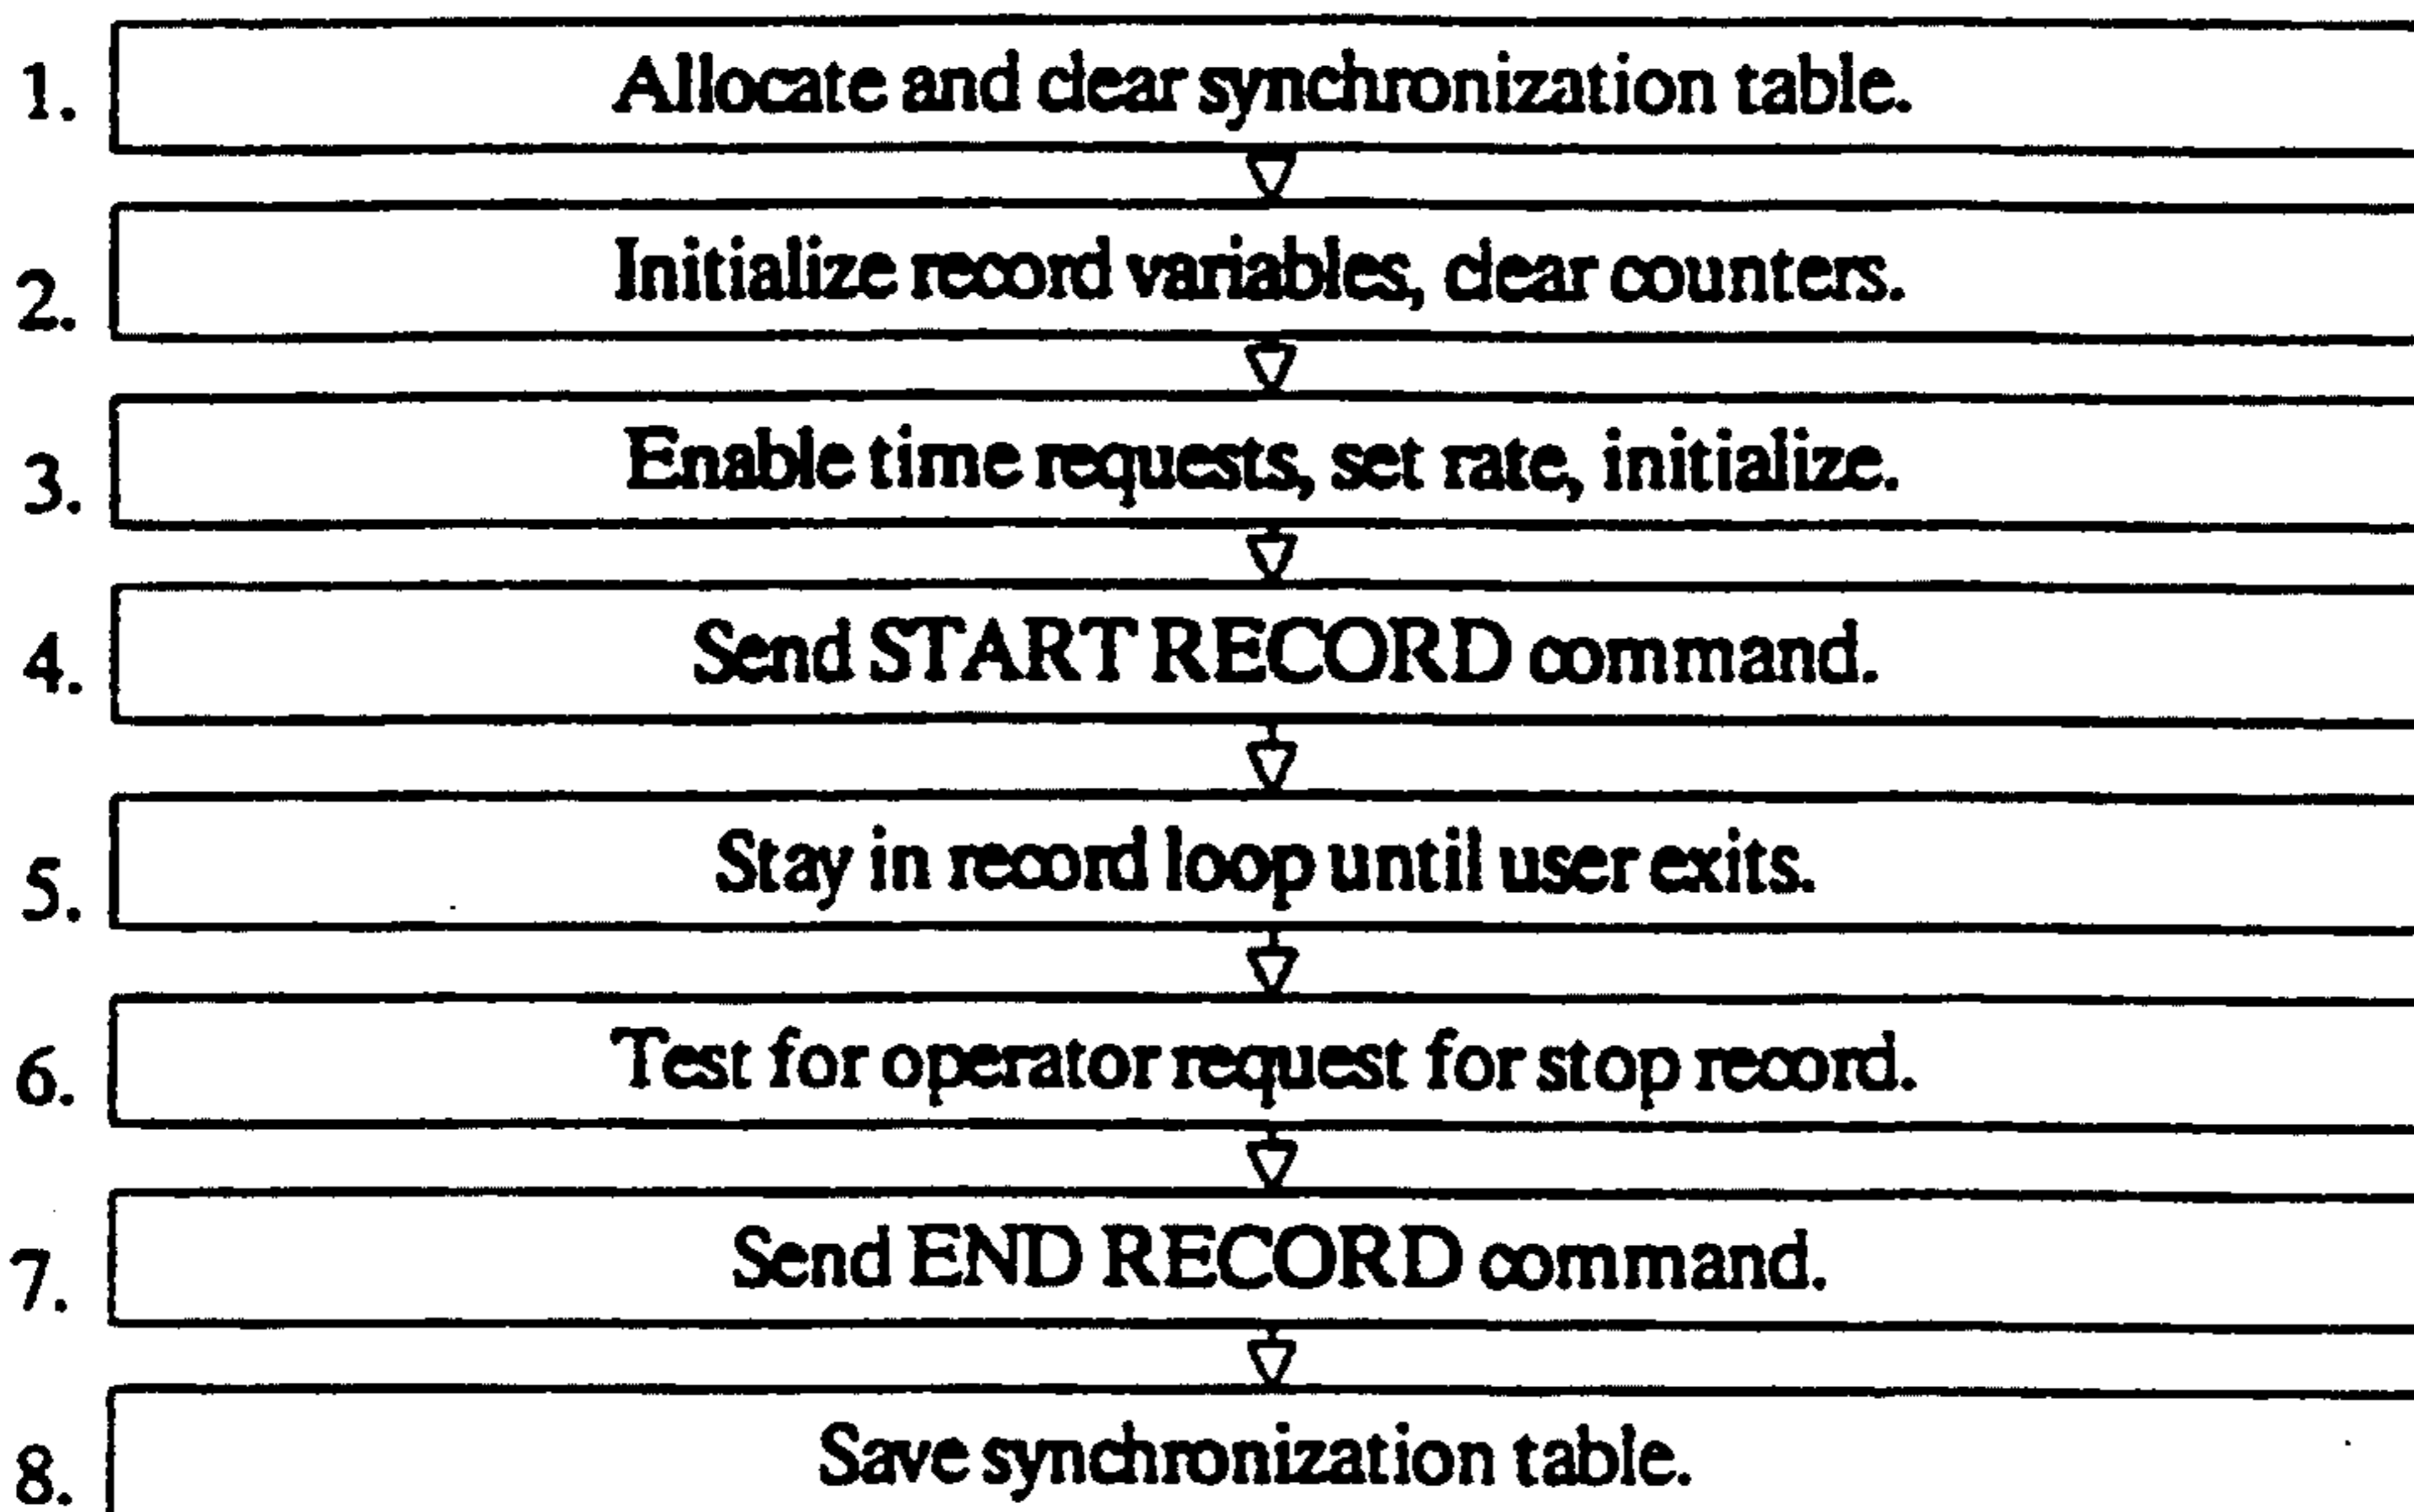 1. Allocate and clear synchronization table.
2. Initialize record variables, clear counters.
3. Enable time requests, set rate, initialize.
4. Send START RECORD command.
5. Stay in record loop until user exits.
6. Test for operator request for stop record.
7. Send END RECORD command.
8. Save synchronization table.